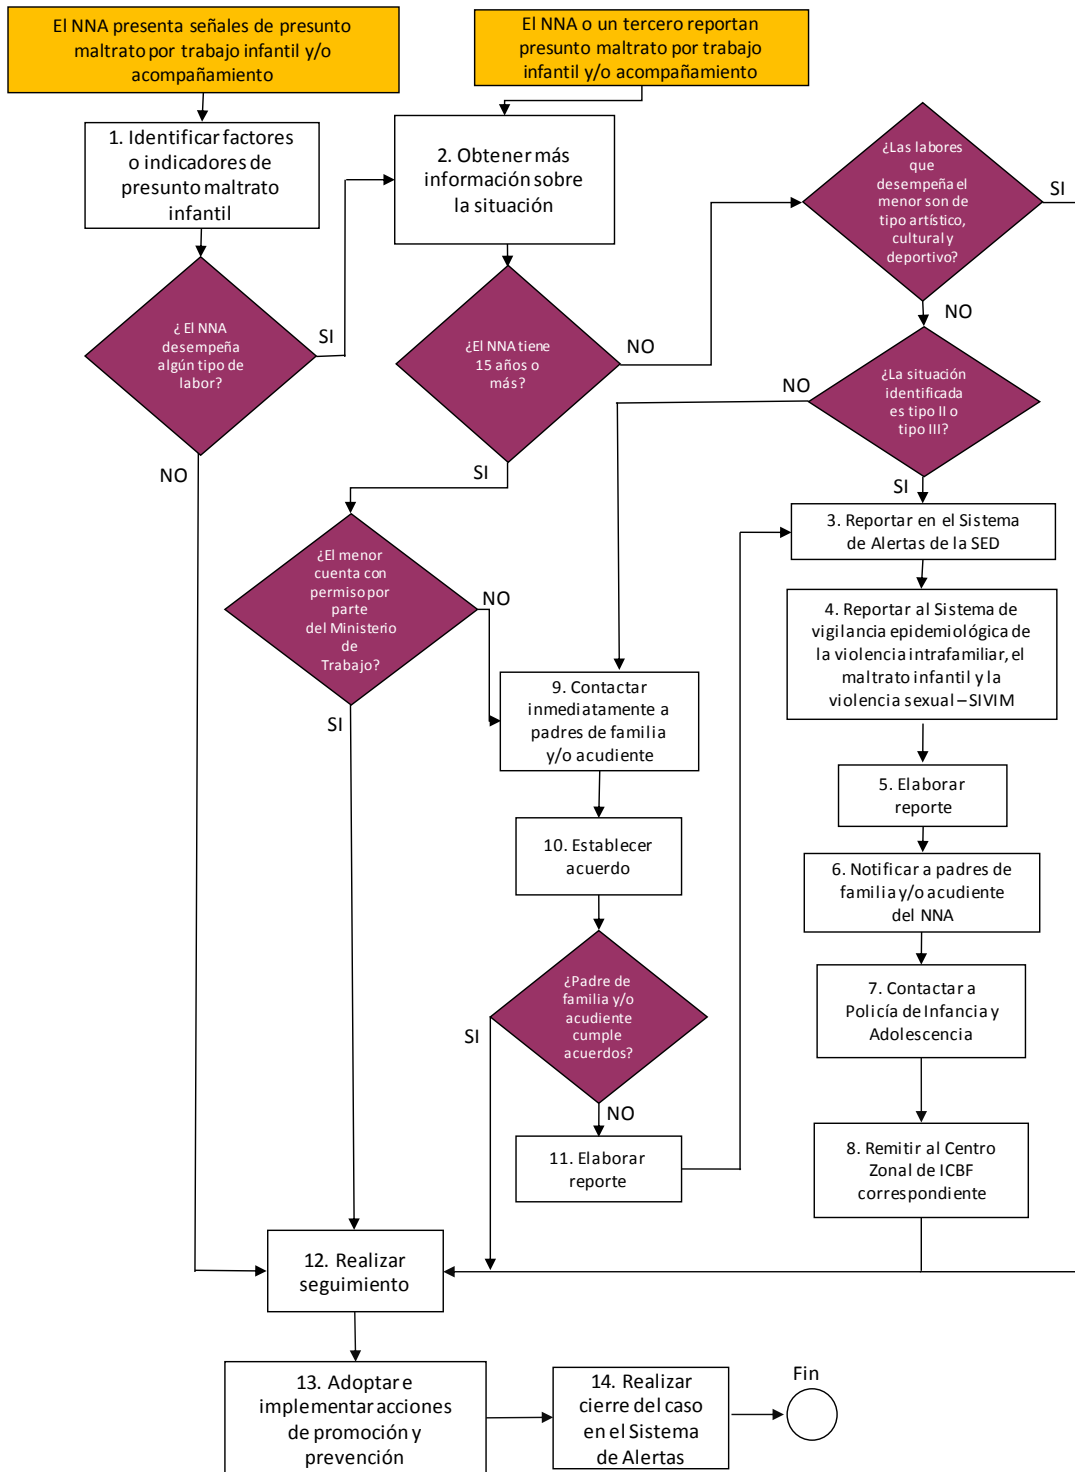 El NNA presenta señales de presunto
maltrato por trabajo infantil y/o
acompañamiento
El NNA o un tercero reportan
presunto maltrato por trabajo
infantil y/o acompañamiento
1. Identificar factores
o indicadores de
presunto maltrato
infantil
2. Obtener más
información sobre
la situación
¿Las labores
que
desempeña el
menor son de
tipo artístico,
cultural y
deportivo?
SI
NO
¿ El NNA
desempeña
algún tipo de
labor?
SI
NO
¿El NNA tiene
15 años o
más?
NO
SI
¿La situación
identificada
es tipo II o
tipo III?
NO
SI
¿El menor
cuenta con
permiso por
parte
del Ministerio
de
Trabajo?
NO
SI
3. Reportar en el Sistema
de Alertas de la SED
4. Reportar al Sistema de
vigilancia epidemiológica de
la violencia intrafamiliar, el
maltrato infantil y la
violencia sexual – SIVIM
9. Contactar
inmediatamente a
padres de familia
y/o acudiente
5. Elaborar
reporte
10. Establecer
acuerdo
6. Notificar a padres de
familia y/o acudiente
del NNA
¿Padre de
familia y/o
acudiente
cumple
acuerdos?
SI
NO
7. Contactar a
Policía de Infancia y
Adolescencia
11. Elaborar
reporte
8. Remitir al Centro
Zonal de ICBF
correspondiente
12. Realizar
seguimiento
13. Adoptar e
implementar acciones
de promoción y
prevención
14. Realizar
cierre del caso
en el Sistema
de Alertas
Fin